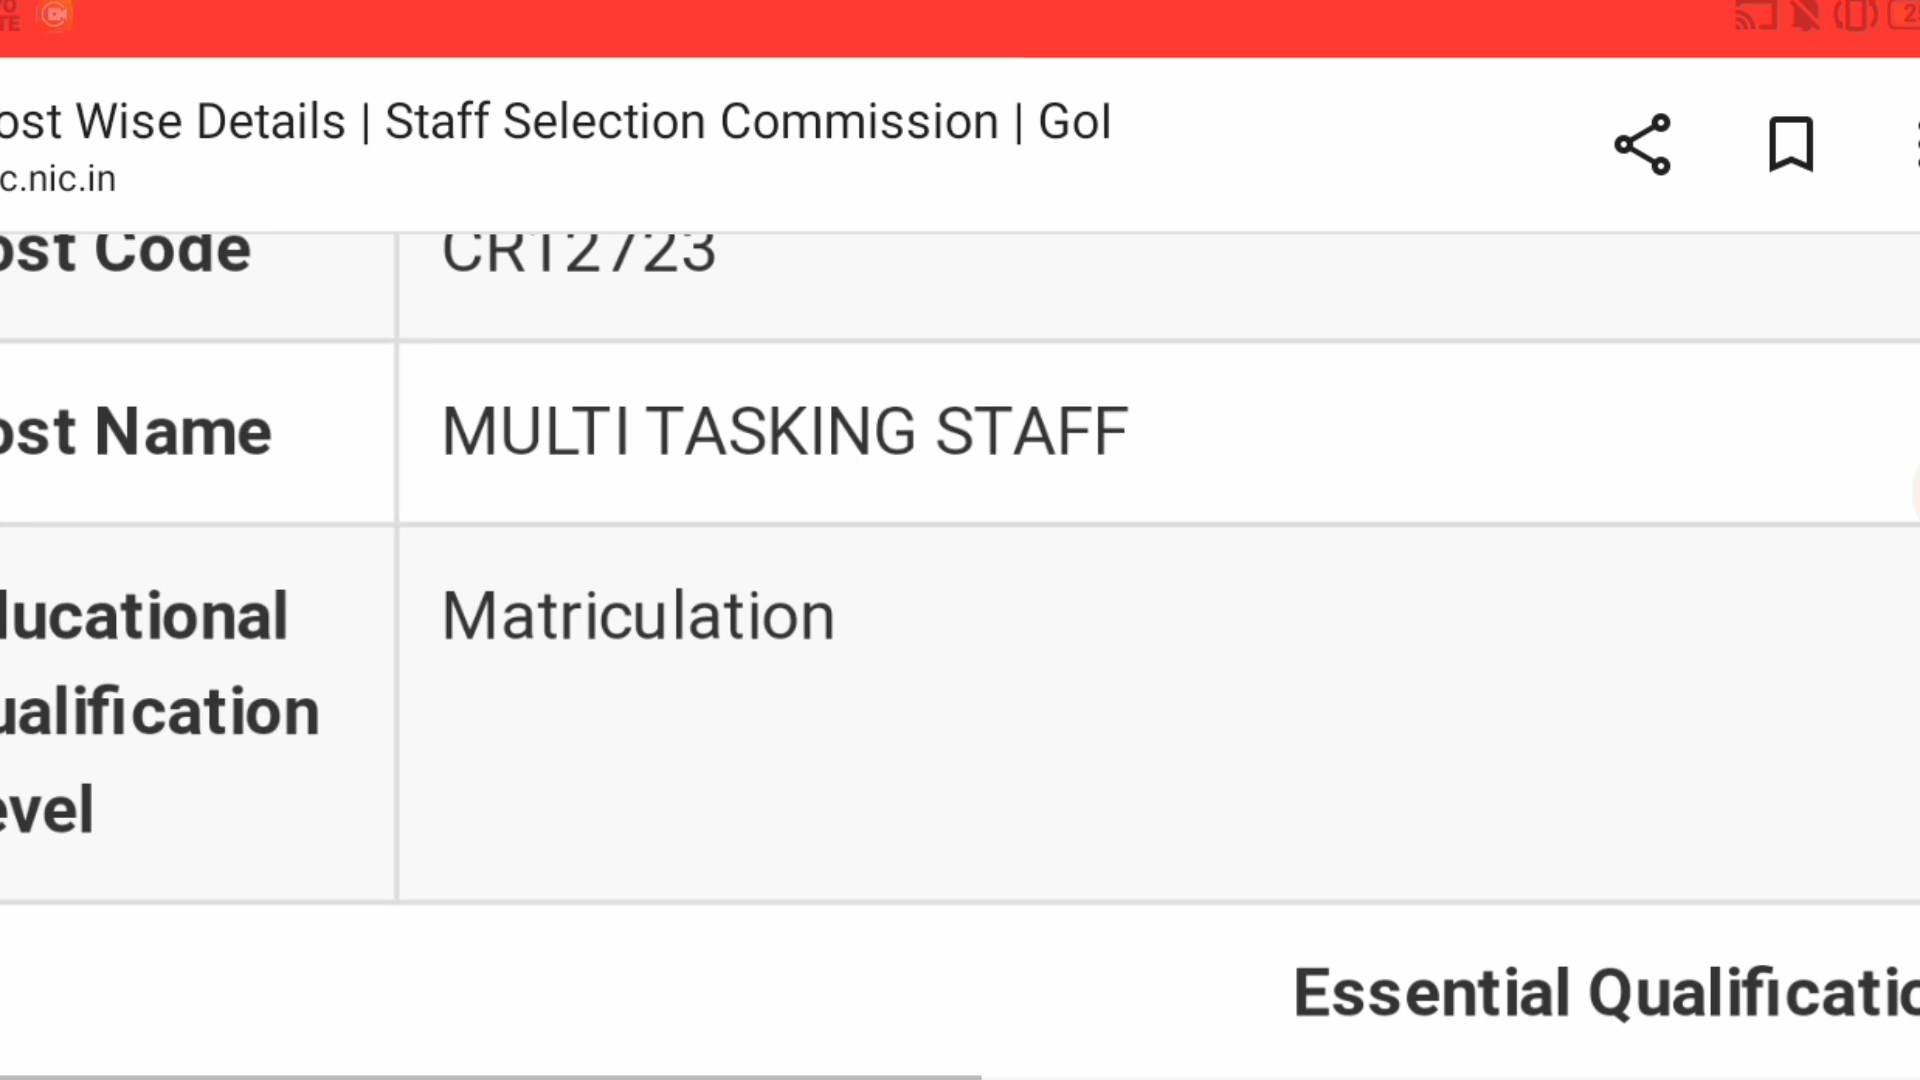 ost Wise Details | Staff Selection Commission | GoI
c.nic.in
ost Code CR12723
ost Name MULTI TASKING STAFF
lucational Matriculation
ualification
evel
Essential Qualificatio